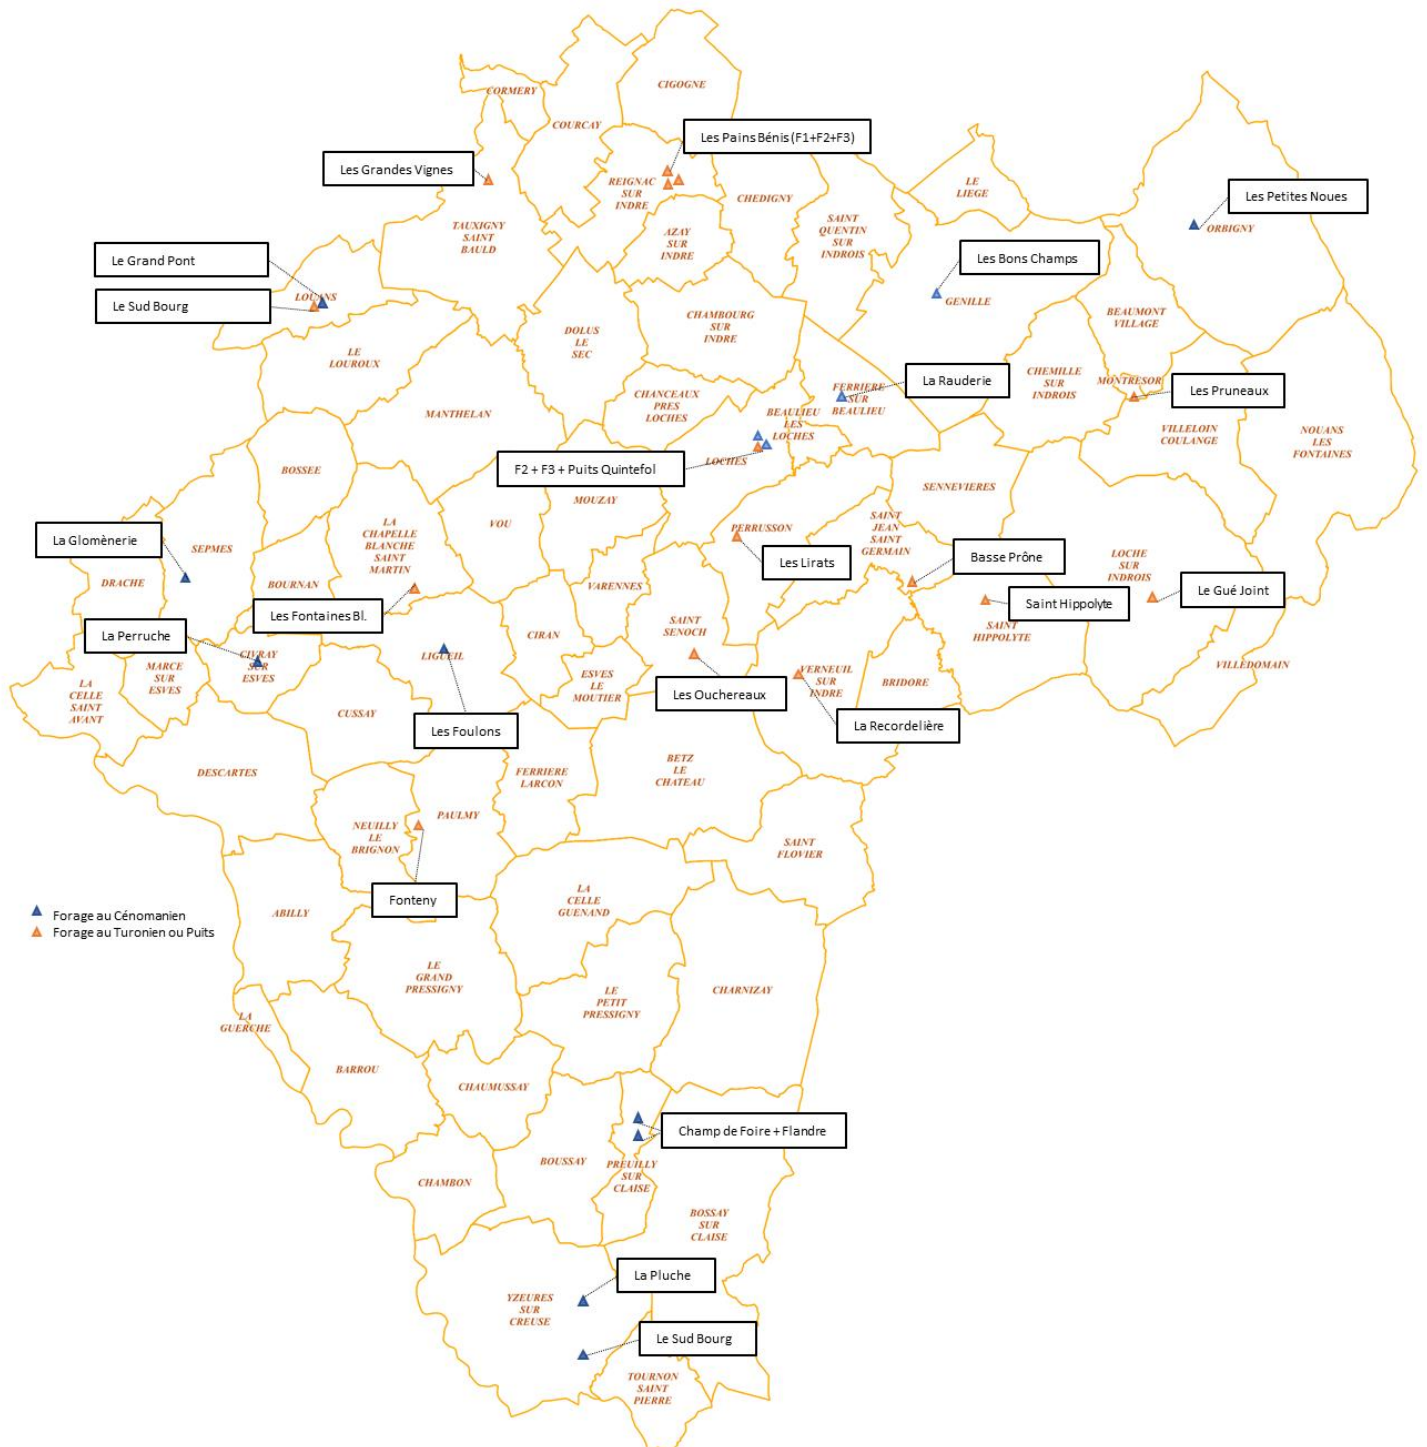 CIGOGNE
CORMERY
COURCAY
Les Pains Bénis (F1+F2+F3)
Les Grandes Vignes
REIGNAC
SUR
INDRE
CHEDIGNY
LE
LIEGE
Les Petites Noues
ORBIGNY
TAUXIGNY
SAINT
BAULD
AZAY
SUR
INDRE
SAINT
QUENTIN
SUR
INDROIS
Les Bons Champs
GENILLE
Le Grand Pont
LOUANS
Le Sud Bourg
CHAMBOURG
SUR
INDRE
BEAUMONT
VILLAGE
DOLUS
LE
SEC
LE
LOUROUX
CHEMILLE
SUR
INDROIS
MONTRESOR
Les Pruneaux
La Rauderie
FERRIERE
SUR
BEAULIEU
CHANCEAUX
PRES
LOCHES
MANTHELAN
BEAULIEU
LES
LOCHES
VILLELOIN
COULANGE
NOUANS
LES
FONTAINES
F2 + F3 + Puits Quintefol
LOCHES
BOSSEE
MOUZAY
SENNEVIERES
VOU
LA
CHAPELLE
BLANCHE
SAINT
MARTIN
PERRUSSON
SAINT
JEAN
SAINT
GERMAIN
La Glomènerie
SEPMES
DRACHE
BOURNAN
VARENNES
Les Lirats
Basse Prône
LOCHE
SUR
INDROIS
Le Gué Joint
Saint Hippolyte
SAINT
HIPPOLYTE
Les Fontaines Bl.
La Perruche
CIVRAY
SUR
ESVES
LIGUEIL
CIRAN
SAINT
SENOCH
MARCE
SUR
ESVES
LA
CELLE
SAINT
AVANT
ESVES
LE
MOUTIER
Les Ouchereaux
VERNEUIL
SUR
INDRE
BRIDORE
VILLEDOMAIN
La Recordelière
CUSSAY
Les Foulons
DESCARTES
FERRIERE
LARCON
BETZ
LE
CHATEAU
NEUILLY
LE
BRIGNON
PAULMY
SAINT
FLOVIER
Fonteny
ABILLY
LA
CELLE
GUENAND
Forage au Cénomanien
Forage au Turonien ou Puits
LE
GRAND
PRESSIGNY
LE
PETIT
PRESSIGNY
CHARNIZAY
LA
GUERCHE
BARROU
CHAUMUSSAY
Champ de Foire + Flandre
BOUSSAY
PREUILLY
SUR
CLAISE
CHAMBON
BOSSAY
SUR
CLAISE
La Pluche
YZEURES
SUR
CREUSE
Le Sud Bourg
TOURNON
SAINT
PIERRE